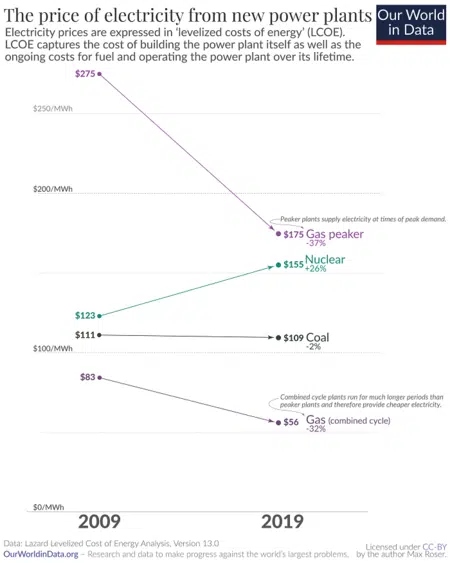 The price of electricity from new power plants
Our World
in Data
Electricity prices are expressed in ‘levelized costs of energy’ (LCOE).
LCOE captures the cost of building the power plant itself as well as the
ongoing costs for fuel and operating the power plant over its lifetime.
$275
$250/MWh
$200/MWh
Peaker plants supply electricity at times of peak demand.
$175 Gas peaker
-37%
$155 Nuclear
+26%
$123
$111
$109 Coal
-2%
$100/MWh
$83
Combined cycle plants run for much longer periods than
peaker plants and therefore provide cheaper electricity.
$56 Gas (combined cycle)
-32%
$0/MWh
2009
2019
Data: Lazard Levelized Cost of Energy Analysis, Version 13.0
OurWorldinData.org – Research and data to make progress against the world’s largest problems.
Licensed under CC-BY
by the author Max Roser.